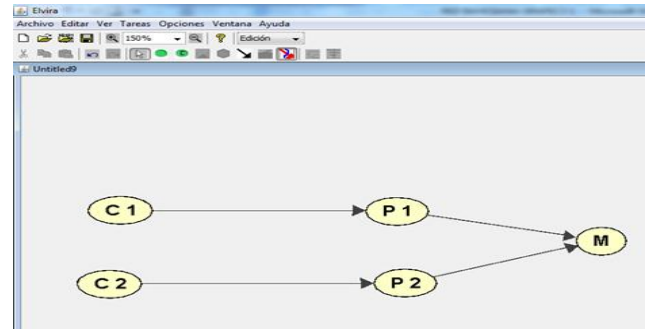 Elvira
Archivo Editar Ver Tareas Opciones Ventana Ayuda
150% Edición
Untitled9
C 1 P 1
M
C 2 P 2